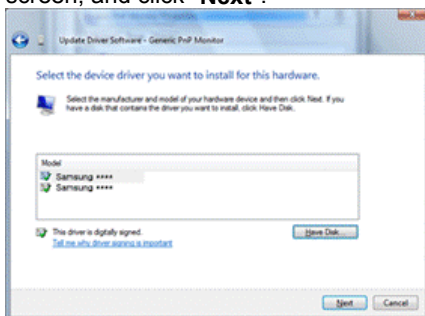 screen, and click "Next".
Update Driver Software - Generic PnP Monitor
Select the device driver you want to install for this hardware.
Select the manufacturer and model of your hardware device and then click Next. If you
have a disk that contains the driver you want to install, click Have Disk.
Model
Samsung ****
Samsung ****
This driver is digitally signed.
Have Disk...
Tell me why driver signing is important
Next Cancel